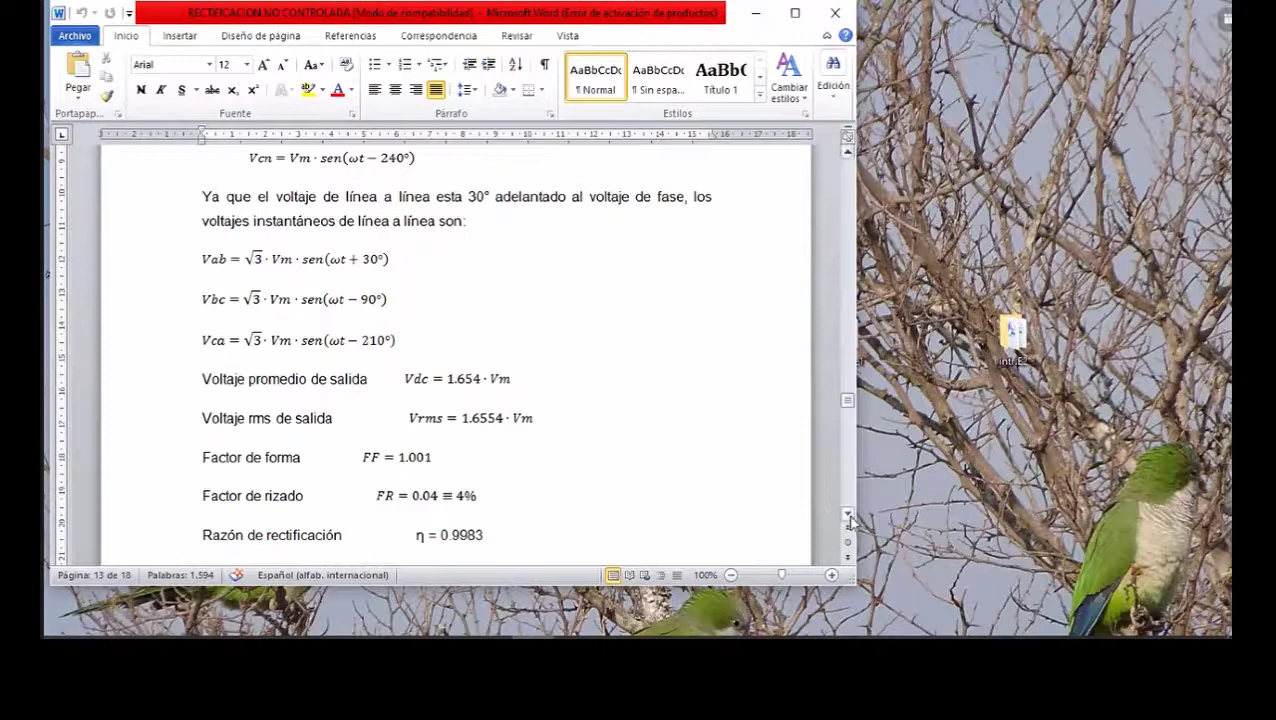 RECTIFICACION NO CONTROLADA [Modo de compatibilidad] - Microsoft Word (Error de activación de productos)
Archivo Inicio Insertar Diseño de página Referencias Correspondencia Revisar Vista
Pegar
Arial 12
AaBbCcDc AaBbCcDc AaBbC
¶ Normal ¶ Sin espa... Título 1
Cambiar estilos
Edición
Portapap... Fuente Párrafo Estilos
Vcn = Vm · sen(ωt − 240°)
Ya que el voltaje de línea a línea esta 30° adelantado al voltaje de fase, los
voltajes instantáneos de línea a línea son:
Vab = √3 · Vm · sen(ωt + 30°)
Vbc = √3 · Vm · sen(ωt − 90°)
Vca = √3 · Vm · sen(ωt − 210°)
Voltaje promedio de salida Vdc = 1.654 · Vm
Voltaje rms de salida Vrms = 1.6554 · Vm
Factor de forma FF = 1.001
Factor de rizado FR = 0.04 ≡ 4%
Razón de rectificación η = 0.9983
Página: 13 de 18 Palabras: 1.594 Español (alfab. internacional) 100%